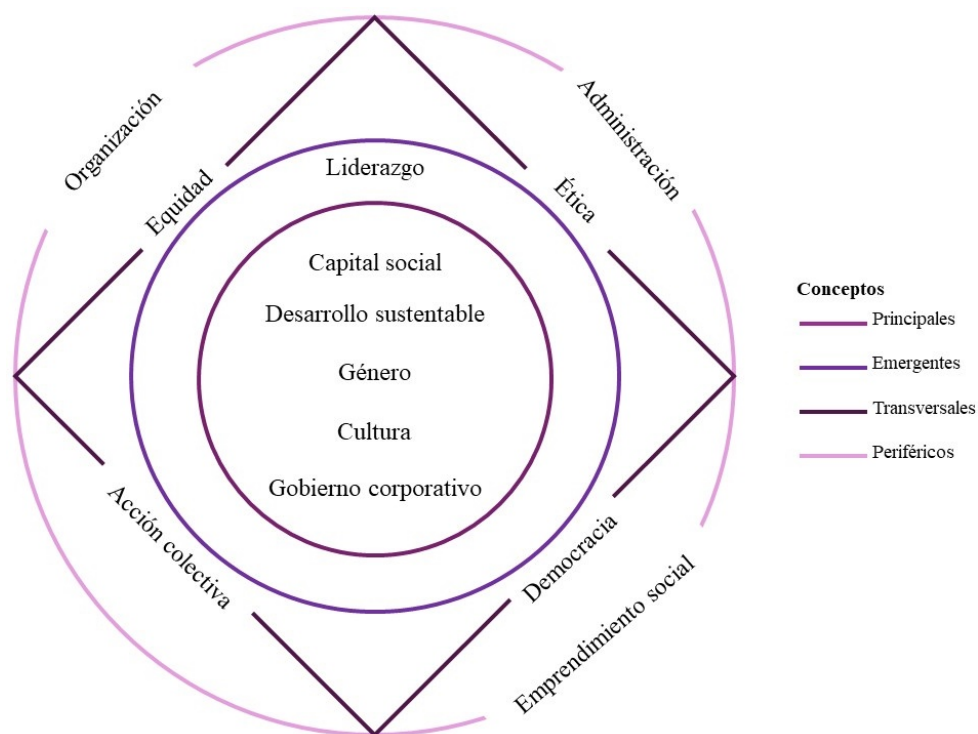 Organización
Administración
Equidad
Ética
Liderazgo
Capital social
Desarrollo sustentable
Género
Cultura
Gobierno corporativo
Acción colectiva
Democracia
Emprendimiento social
Conceptos
Principales
Emergentes
Transversales
Periféricos